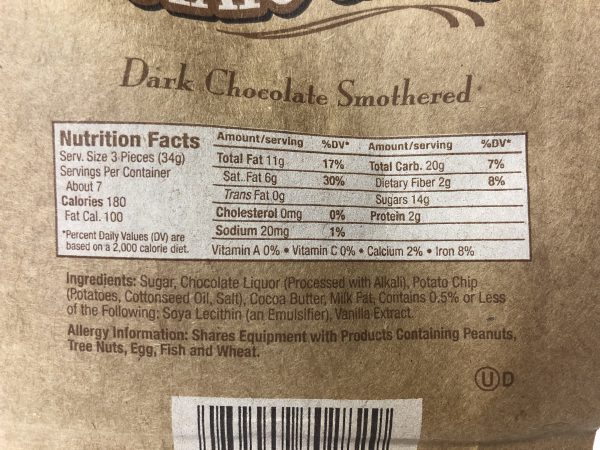 Dark Chocolate Smothered
Nutrition Facts
Serv. Size 3 Pieces (34g)
Servings Per Container
About 7
Calories 180
Fat Cal. 100
*Percent Daily Values (DV) are
based on a 2,000 calorie diet.
Amount/serving %DV* Amount/serving %DV*
Total Fat 11g 17% Total Carb. 20g 7%
Sat. Fat 6g 30% Dietary Fiber 2g 8%
Trans Fat 0g Sugars 14g
Cholesterol 0mg 0% Protein 2g
Sodium 20mg 1%
Vitamin A 0% • Vitamin C 0% • Calcium 2% • Iron 8%
Ingredients: Sugar, Chocolate Liquor (Processed with Alkali), Potato Chip
(Potatoes, Cottonseed Oil, Salt), Cocoa Butter, Milk Fat, Contains 0.5% or Less
of the Following: Soya Lecithin (an Emulsifier), Vanilla Extract.
Allergy Information: Shares Equipment with Products Containing Peanuts,
Tree Nuts, Egg, Fish and Wheat.
ⓊD